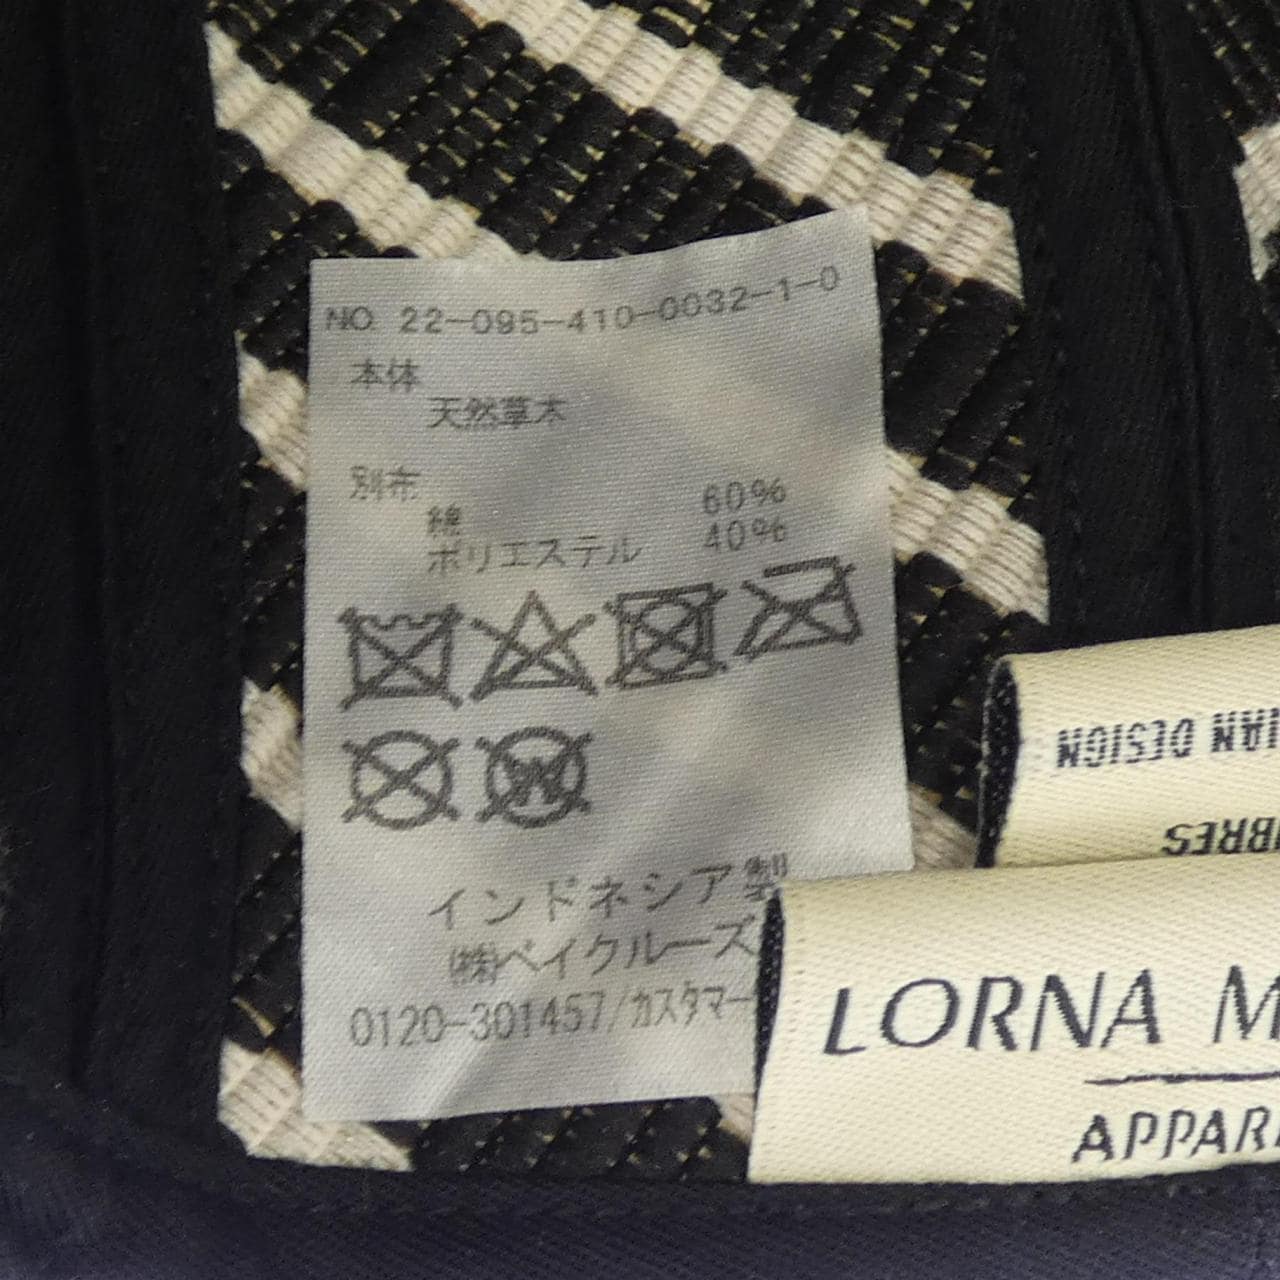 NO. 22-095-410-0032-1-0
本体
天然草木
別布
綿 60%
ポリエステル 40%
インドネシア製
(株)ベイクルーズ
0120-301457/カスタマー
DESIGN
LORNA M
APPAR